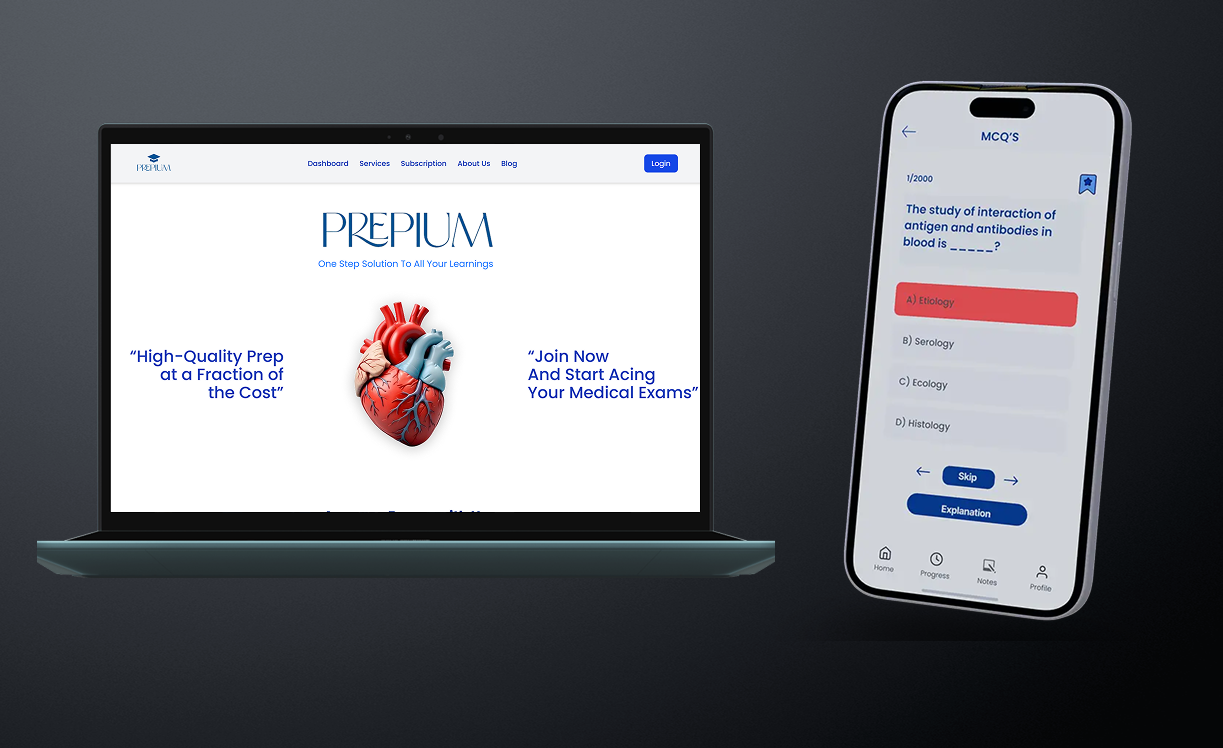 PREPIUM
Dashboard Services Subscription About Us Blog
Login
PREPIUM
One Step Solution To All Your Learnings
“High-Quality Prep
at a Fraction of
the Cost”
“Join Now
And Start Acing
Your Medical Exams”
MCQ'S
1/2000
The study of interaction of
antigen and antibodies in
blood is _____?
A) Etiology
B) Serology
C) Ecology
D) Histology
Skip
Explanation
Home
Progress
Notes
Profile